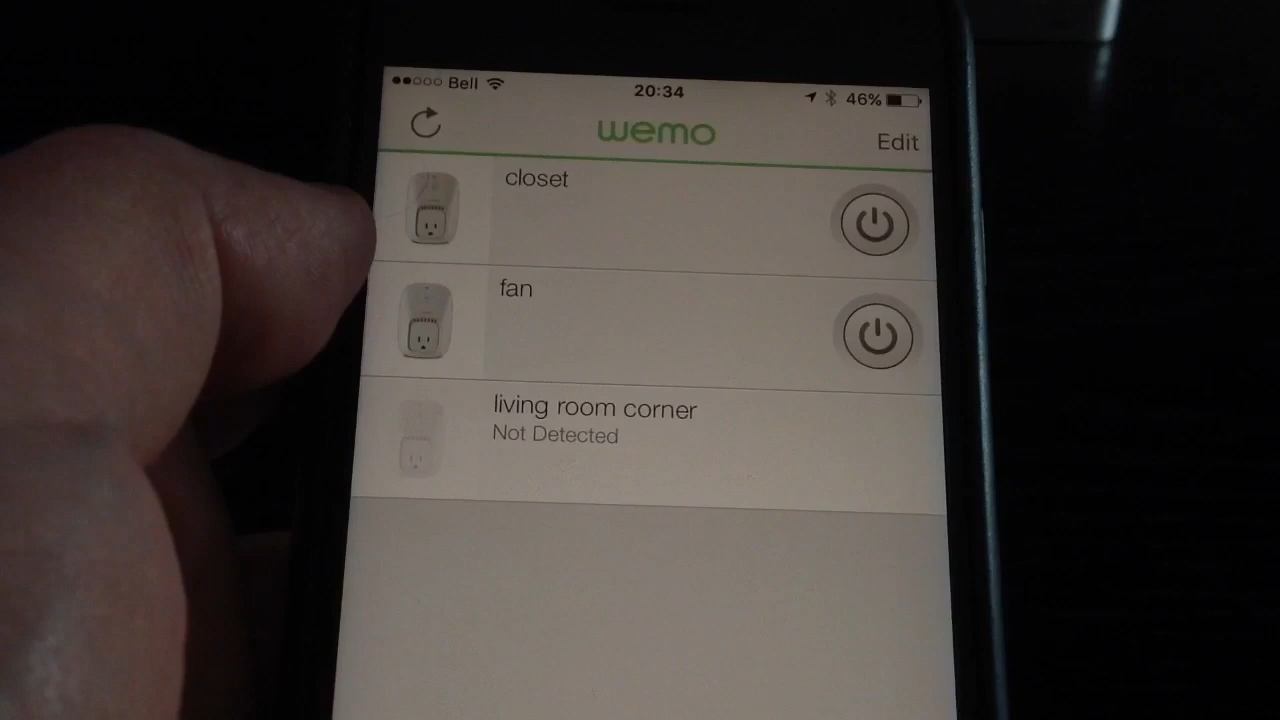 Bell 20:34 46%
wemo Edit
closet
fan
living room corner
Not Detected